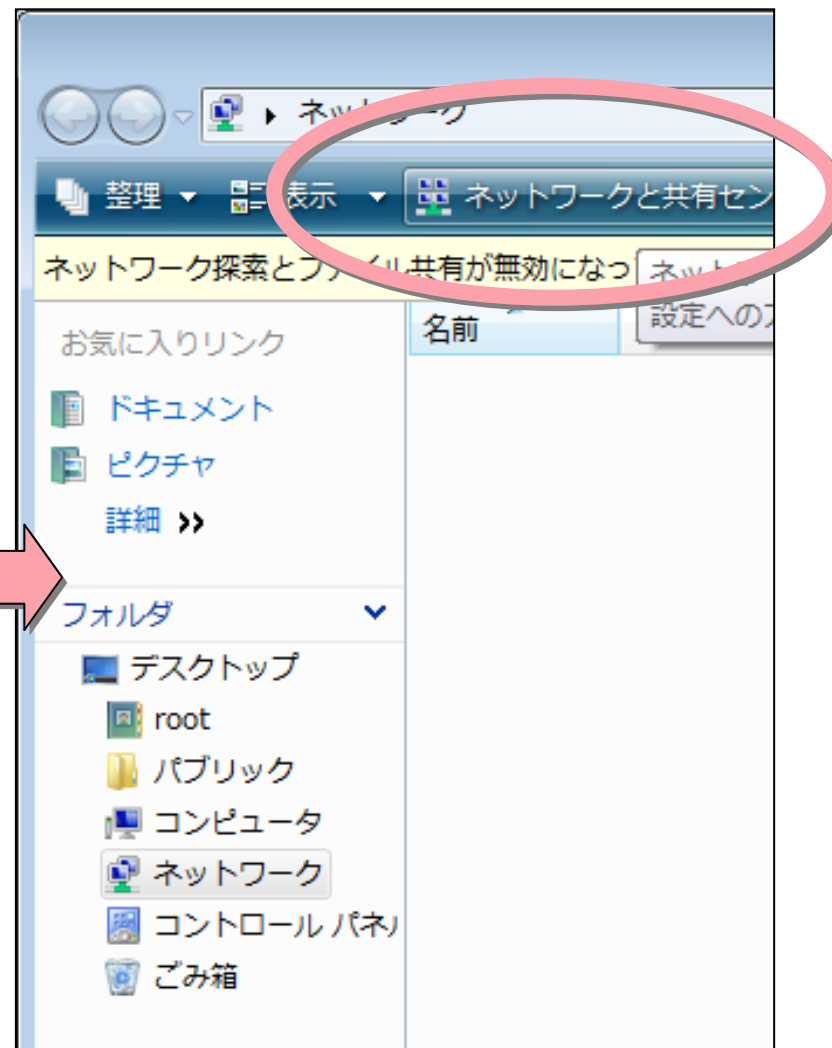 ネットワーク
整理 表示 ネットワークと共有セン
ネットワーク探索とファイル共有が無効になっ
設定への
お気に入りリンク
名前
ドキュメント
ピクチャ
詳細 >>
フォルダ
デスクトップ
root
パブリック
コンピュータ
ネットワーク
コントロール パネル
ごみ箱